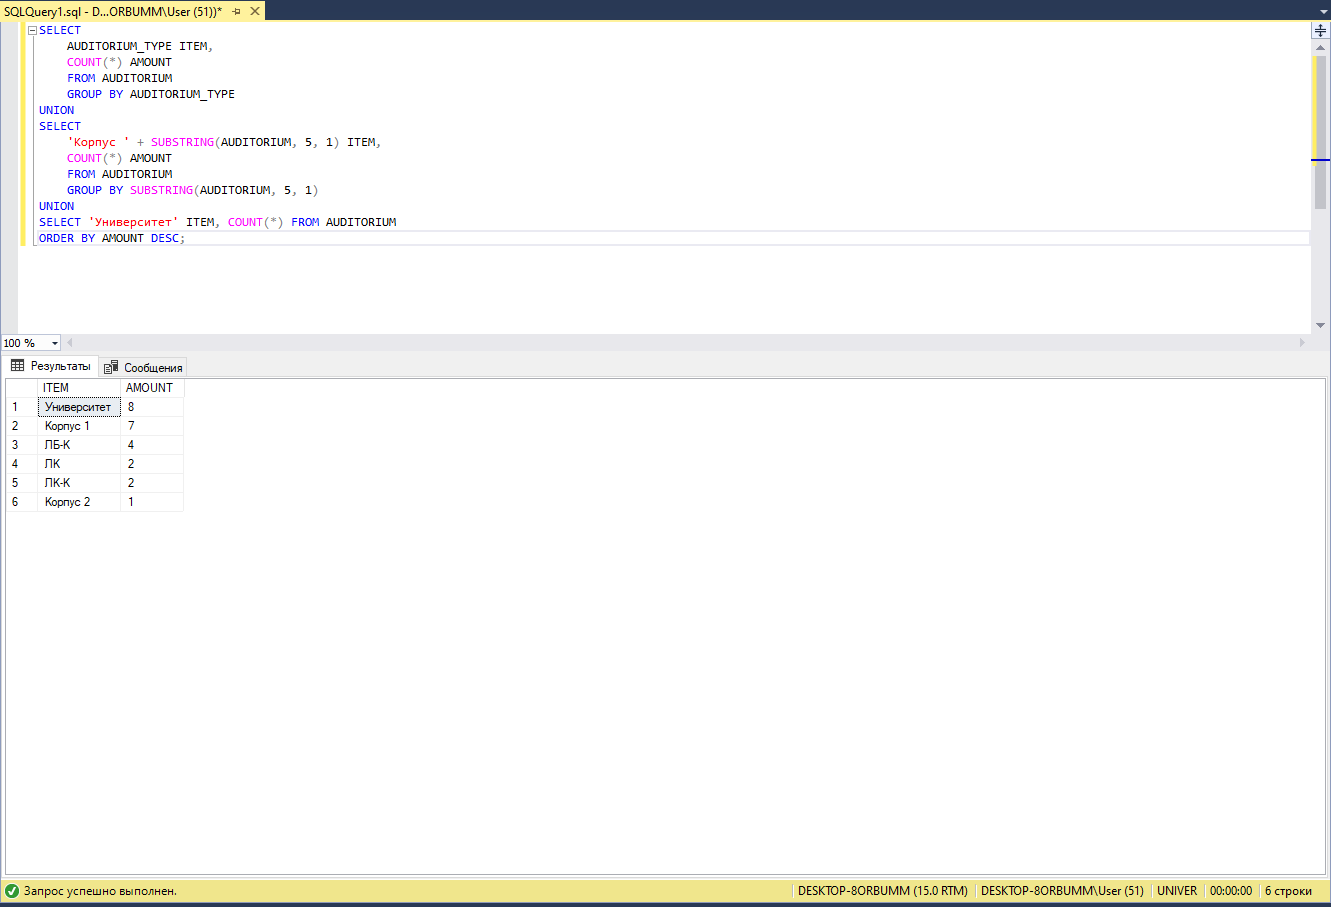 SQLQuery1.sql - D...ORBUMM\User (51))*
SELECT
AUDITORIUM_TYPE ITEM,
COUNT(*) AMOUNT
FROM AUDITORIUM
GROUP BY AUDITORIUM_TYPE
UNION
SELECT
'Корпус ' + SUBSTRING(AUDITORIUM, 5, 1) ITEM,
COUNT(*) AMOUNT
FROM AUDITORIUM
GROUP BY SUBSTRING(AUDITORIUM, 5, 1)
UNION
SELECT 'Университет' ITEM, COUNT(*) FROM AUDITORIUM
ORDER BY AMOUNT DESC;
100 %
Результаты Сообщения
ITEM AMOUNT
1 Университет 8
2 Корпус 1 7
3 ЛБ-К 4
4 ЛК 2
5 ЛК-К 2
6 Корпус 2 1
Запрос успешно выполнен. DESKTOP-8ORBUMM (15.0 RTM) DESKTOP-8ORBUMM\User (51) UNIVER 00:00:00 6 строки